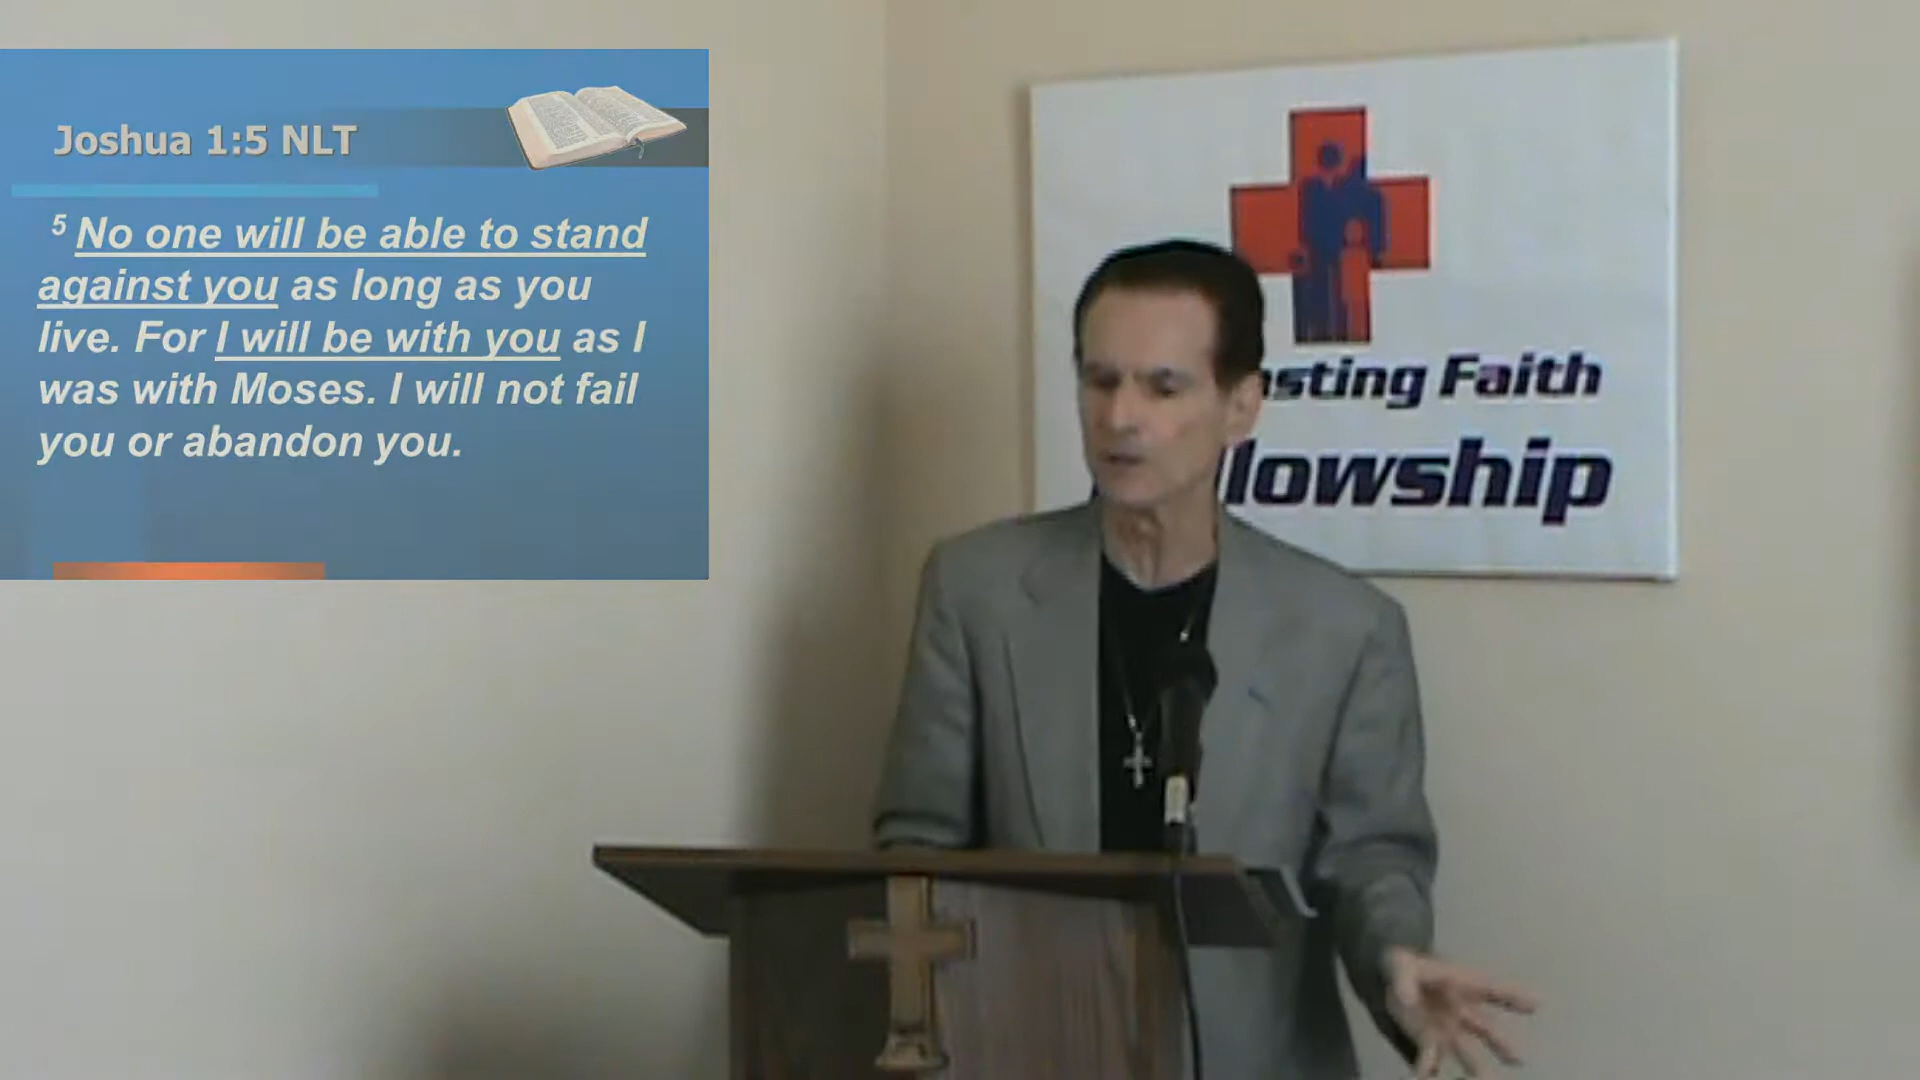 Joshua 1:5 NLT
5 No one will be able to stand
against you as long as you
live. For I will be with you as I
was with Moses. I will not fail
you or abandon you.
asting Faith
llowship